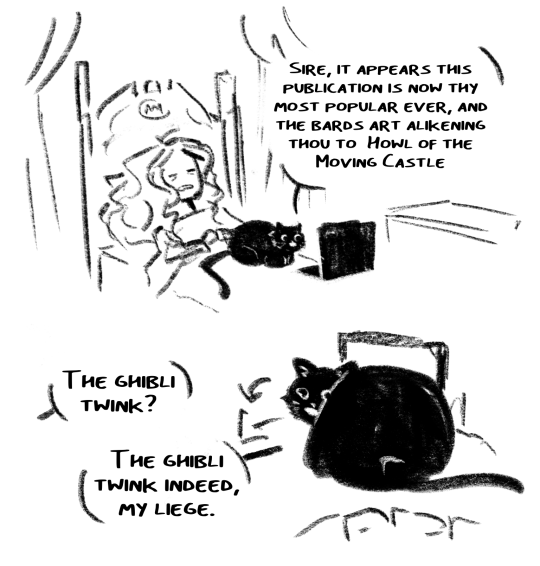 Sire, it appears this
publication is now thy
most popular ever, and
the bards art alikening
thou to Howl of the
Moving Castle
The ghibli
twink?
The ghibli
twink indeed,
my liege.